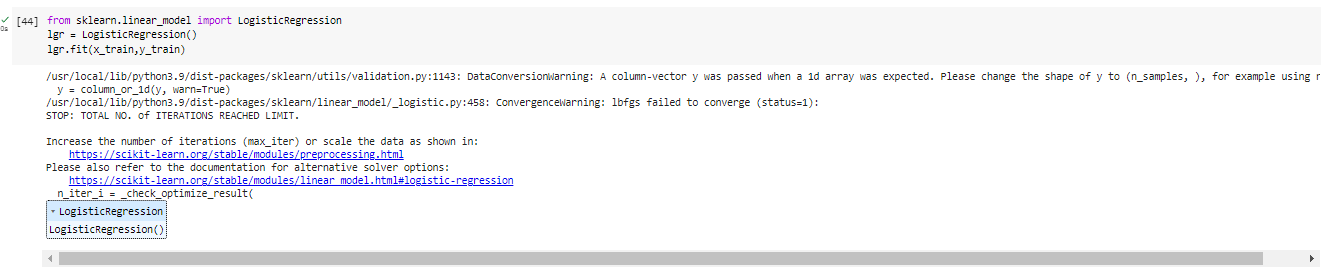 [44] from sklearn.linear_model import LogisticRegression
0s lgr = LogisticRegression()
lgr.fit(x_train,y_train)
/usr/local/lib/python3.9/dist-packages/sklearn/utils/validation.py:1143: DataConversionWarning: A column-vector y was passed when a 1d array was expected. Please change the shape of y to (n_samples, ), for example using r
y = column_or_1d(y, warn=True)
/usr/local/lib/python3.9/dist-packages/sklearn/linear_model/_logistic.py:458: ConvergenceWarning: lbfgs failed to converge (status=1):
STOP: TOTAL NO. of ITERATIONS REACHED LIMIT.
Increase the number of iterations (max_iter) or scale the data as shown in:
https://scikit-learn.org/stable/modules/preprocessing.html
Please also refer to the documentation for alternative solver options:
https://scikit-learn.org/stable/modules/linear_model.html#logistic-regression
n_iter_i = _check_optimize_result(
LogisticRegression
LogisticRegression()